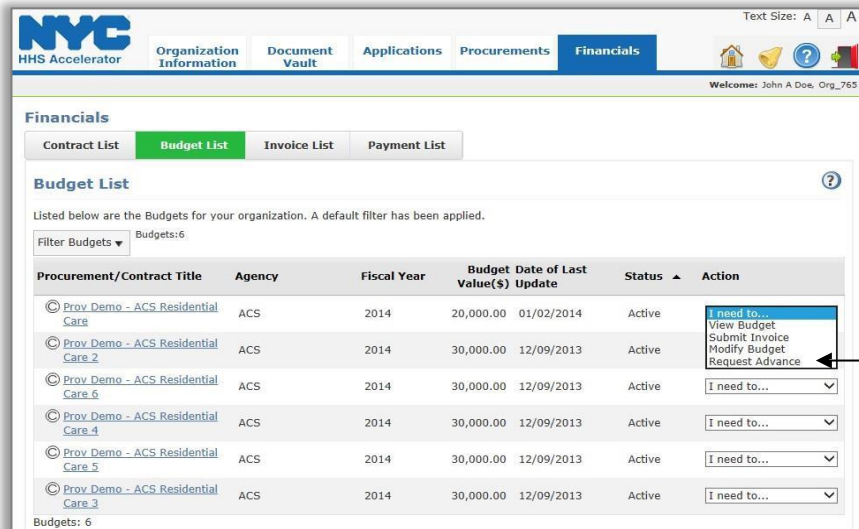 Text Size: A A A
NYC
HHS Accelerator
Organization Information
Document Vault
Applications
Procurements
Financials
Welcome: John A Doe, Org_765
Financials
Contract List
Budget List
Invoice List
Payment List
Budget List
Listed below are the Budgets for your organization. A default filter has been applied.
Filter Budgets ▼ Budgets:6
Procurement/Contract Title Agency Fiscal Year Budget Value($) Date of Last Update Status ▲ Action
© Prov Demo - ACS Residential Care ACS 2014 20,000.00 01/02/2014 Active I need to...
View Budget
Submit Invoice
Modify Budget
Request Advance
© Prov Demo - ACS Residential Care 2 ACS 2014 30,000.00 12/09/2013 Active
© Prov Demo - ACS Residential Care 6 ACS 2014 30,000.00 12/09/2013 Active I need to...
© Prov Demo - ACS Residential Care 4 ACS 2014 30,000.00 12/09/2013 Active I need to...
© Prov Demo - ACS Residential Care 5 ACS 2014 30,000.00 12/09/2013 Active I need to...
© Prov Demo - ACS Residential Care 3 ACS 2014 30,000.00 12/09/2013 Active I need to...
Budgets: 6